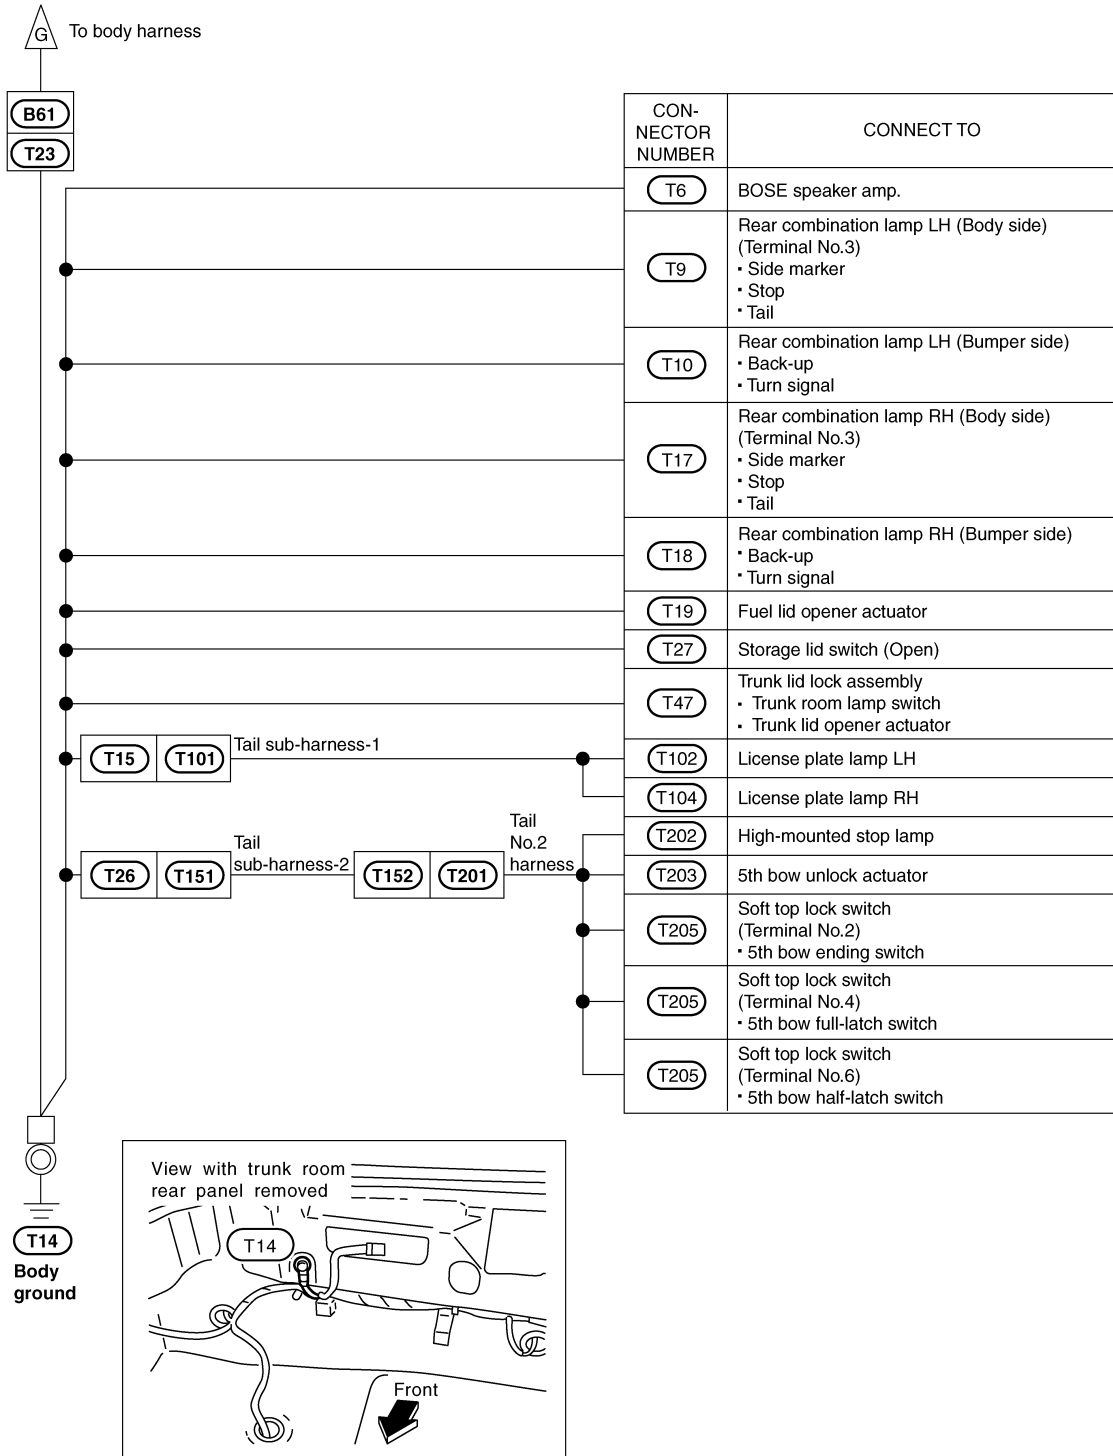 G To body harness
B61
T23
CON-
NECTOR
NUMBER
CONNECT TO
T6 BOSE speaker amp.
T9
Rear combination lamp LH (Body side)
(Terminal No.3)
▪ Side marker
▪ Stop
▪ Tail
T10
Rear combination lamp LH (Bumper side)
▪ Back-up
▪ Turn signal
T17
Rear combination lamp RH (Body side)
(Terminal No.3)
▪ Side marker
▪ Stop
▪ Tail
T18
Rear combination lamp RH (Bumper side)
▪ Back-up
▪ Turn signal
T19 Fuel lid opener actuator
T27 Storage lid switch (Open)
T47
Trunk lid lock assembly
▪ Trunk room lamp switch
▪ Trunk lid opener actuator
T15 T101 Tail sub-harness-1
T102 License plate lamp LH
T104 License plate lamp RH
T26 T151
Tail
sub-harness-2
T152 T201
Tail
No.2
harness
T202 High-mounted stop lamp
T203 5th bow unlock actuator
T205
Soft top lock switch
(Terminal No.2)
▪ 5th bow ending switch
T205
Soft top lock switch
(Terminal No.4)
▪ 5th bow full-latch switch
T205
Soft top lock switch
(Terminal No.6)
▪ 5th bow half-latch switch
T14
Body
ground
View with trunk room
rear panel removed
T14
Front